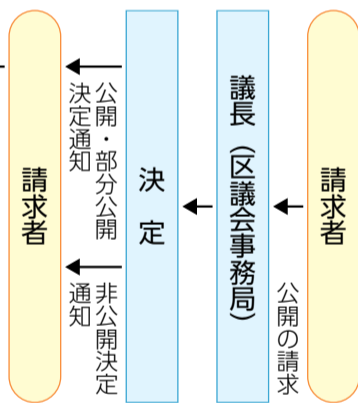 請求者
公開の請求
議長（区議会事務局）
決定
公開・部分公開
決定通知
非公開決定
通知
請求者